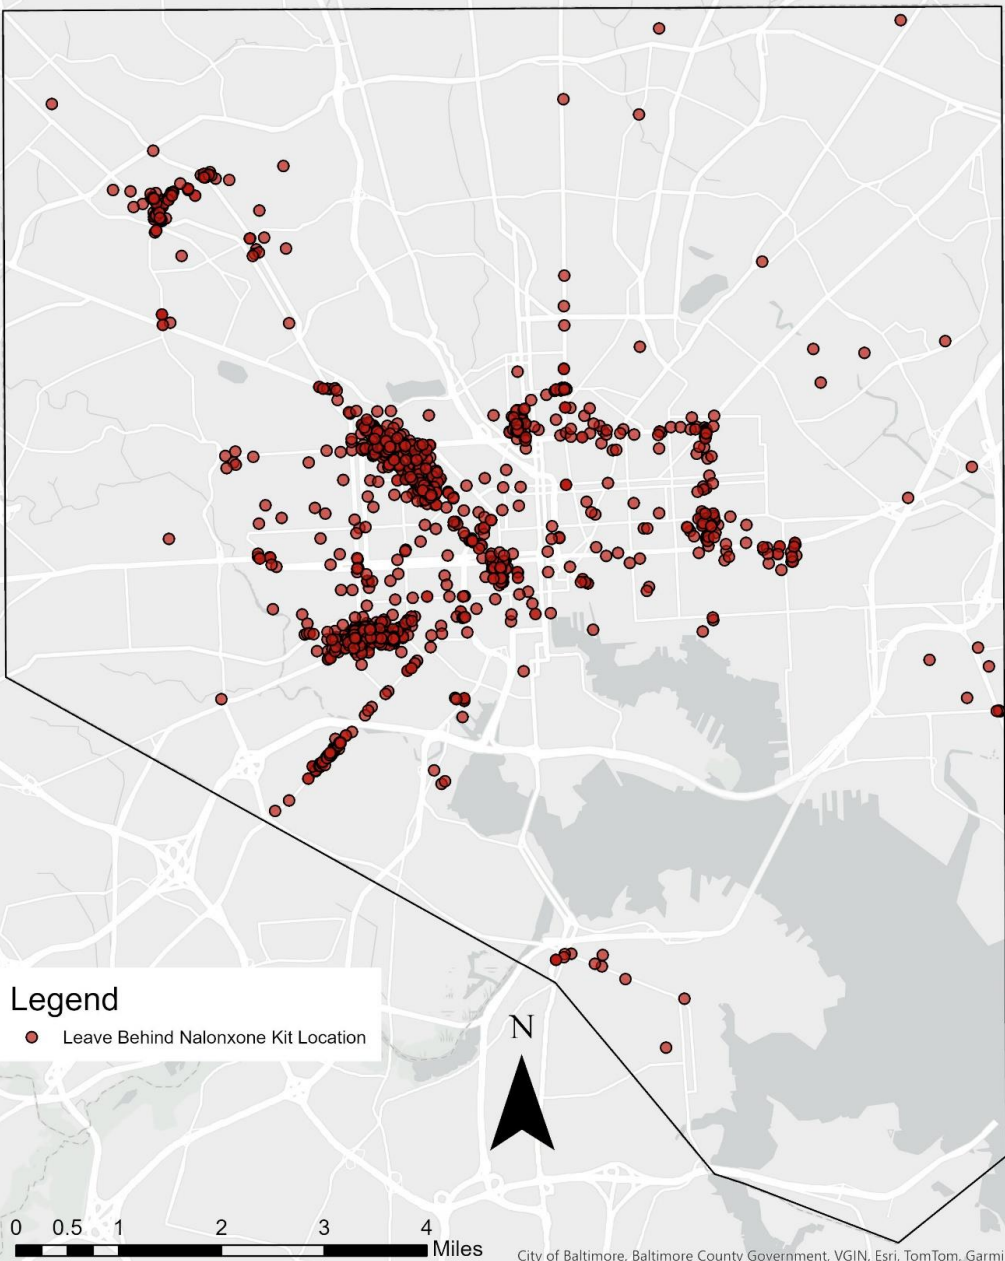 N
Legend
Leave Behind Nalonxone Kit Location
0 0.5 1 2 3 4
Miles
City of Baltimore, Baltimore County Government, VGIN, Esri, TomTom, Garmi